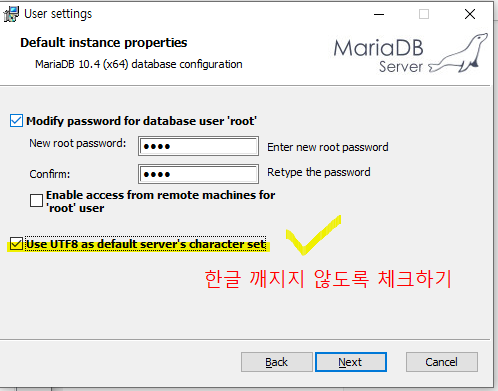 User settings
Default instance properties
MariaDB 10.4 (x64) database configuration
MariaDB
Server
Modify password for database user 'root'
New root password: ●●●● Enter new root password
Confirm: ●●●● Retype the password
Enable access from remote machines for
'root' user
Use UTF8 as default server's character set
한글 깨지지 않도록 체크하기
Back Next Cancel